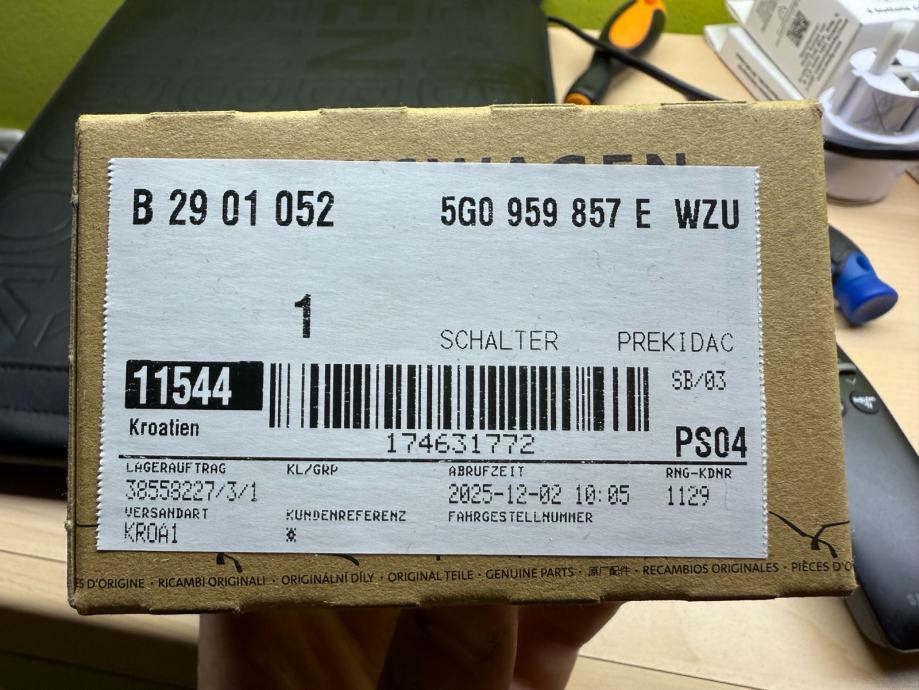 B 29 01 052 5G0 959 857 E WZU
1
SCHALTER PREKIDAC
11544 SB/03
Kroatien 174631772 PS04
LAGERAUFTRAG KL/GRP ABRUFZEIT RNG-KDNR
38558227/3/1 2025-12-02 10:05 1129
VERSANDART KUNDENREFERENZ FAHRGESTELLNUMMER
KROA1 *
D'ORIGINE · RICAMBI ORIGINALI · ORIGINÁLNÍ DÍLY · ORIGINAL TEILE · GENUINE PARTS · 原厂配件 · RECAMBIOS ORIGINALES · PIÈCES